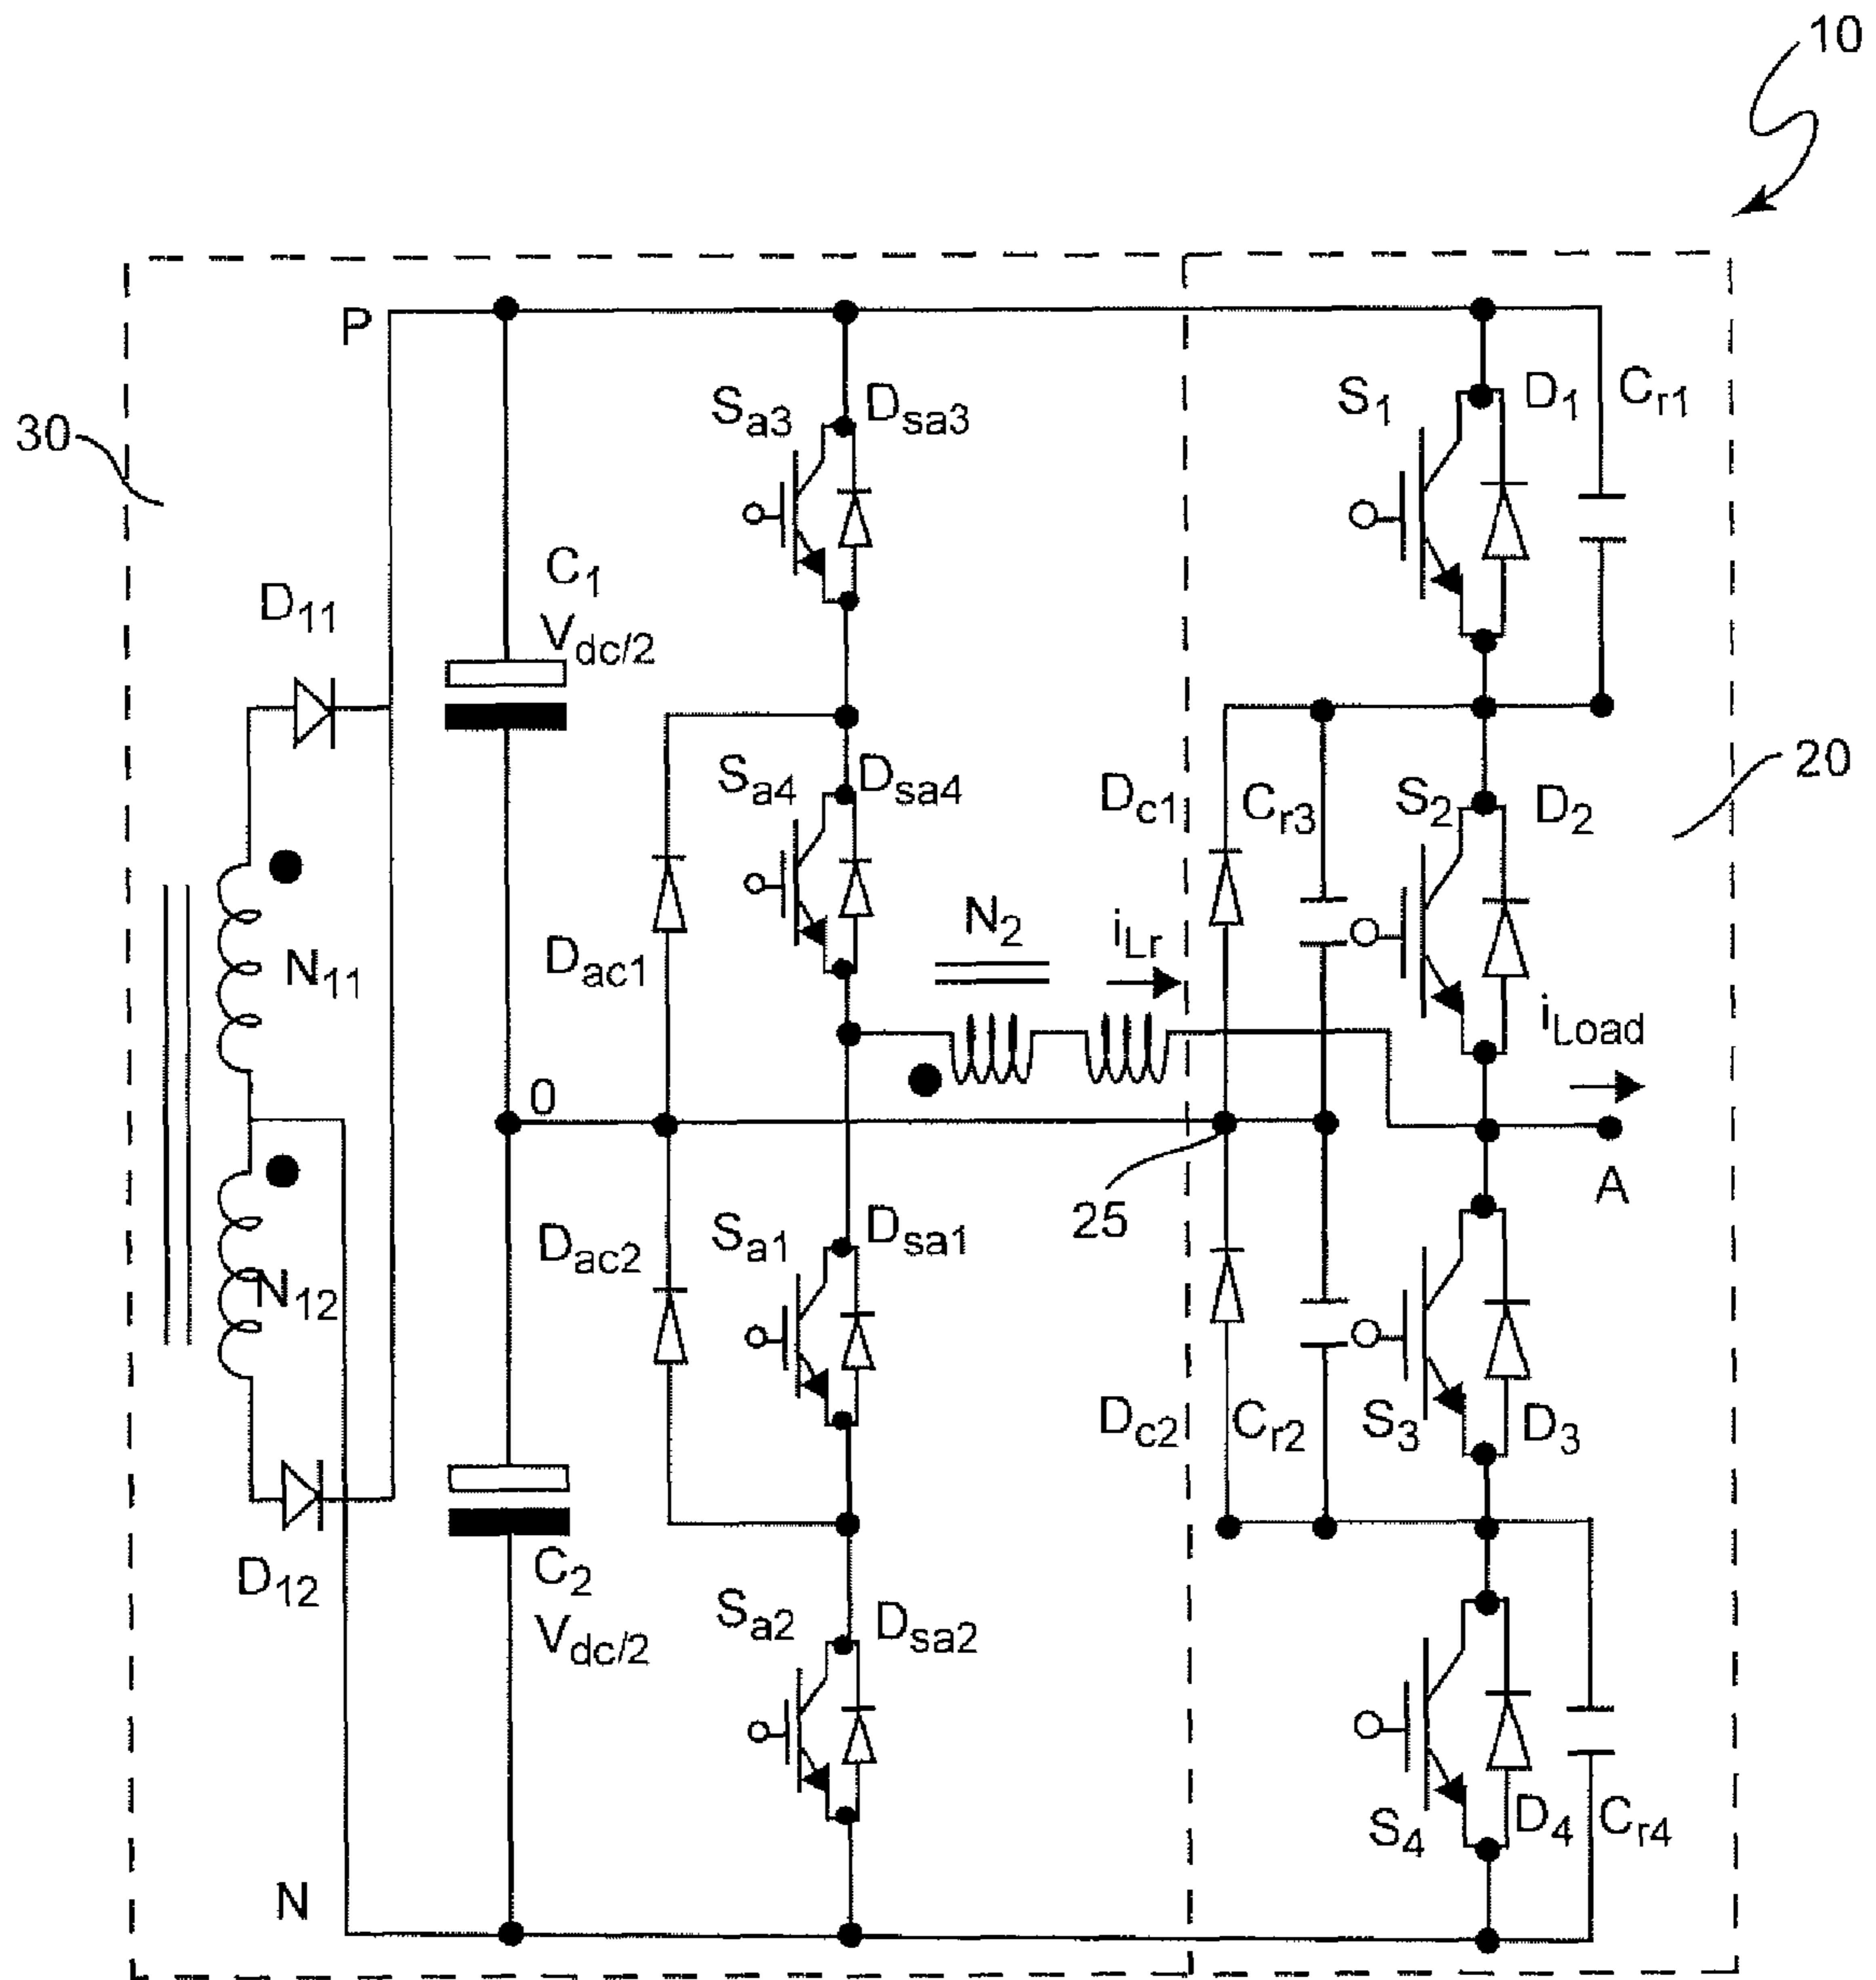 10
P
30
S1
D1
Cr1
Sa3
Dsa3
C1
Vdc/2
D11
Sa4
Dsa4
Dc1
Cr3
S2
D2
20
N11
Dac1
N2
iLr
iLoad
0
A
25
N12
Dac2
Sa1
Dsa1
Dc2
Cr2
S3
D3
D12
C2
Vdc/2
Sa2
Dsa2
S4
D4
Cr4
N